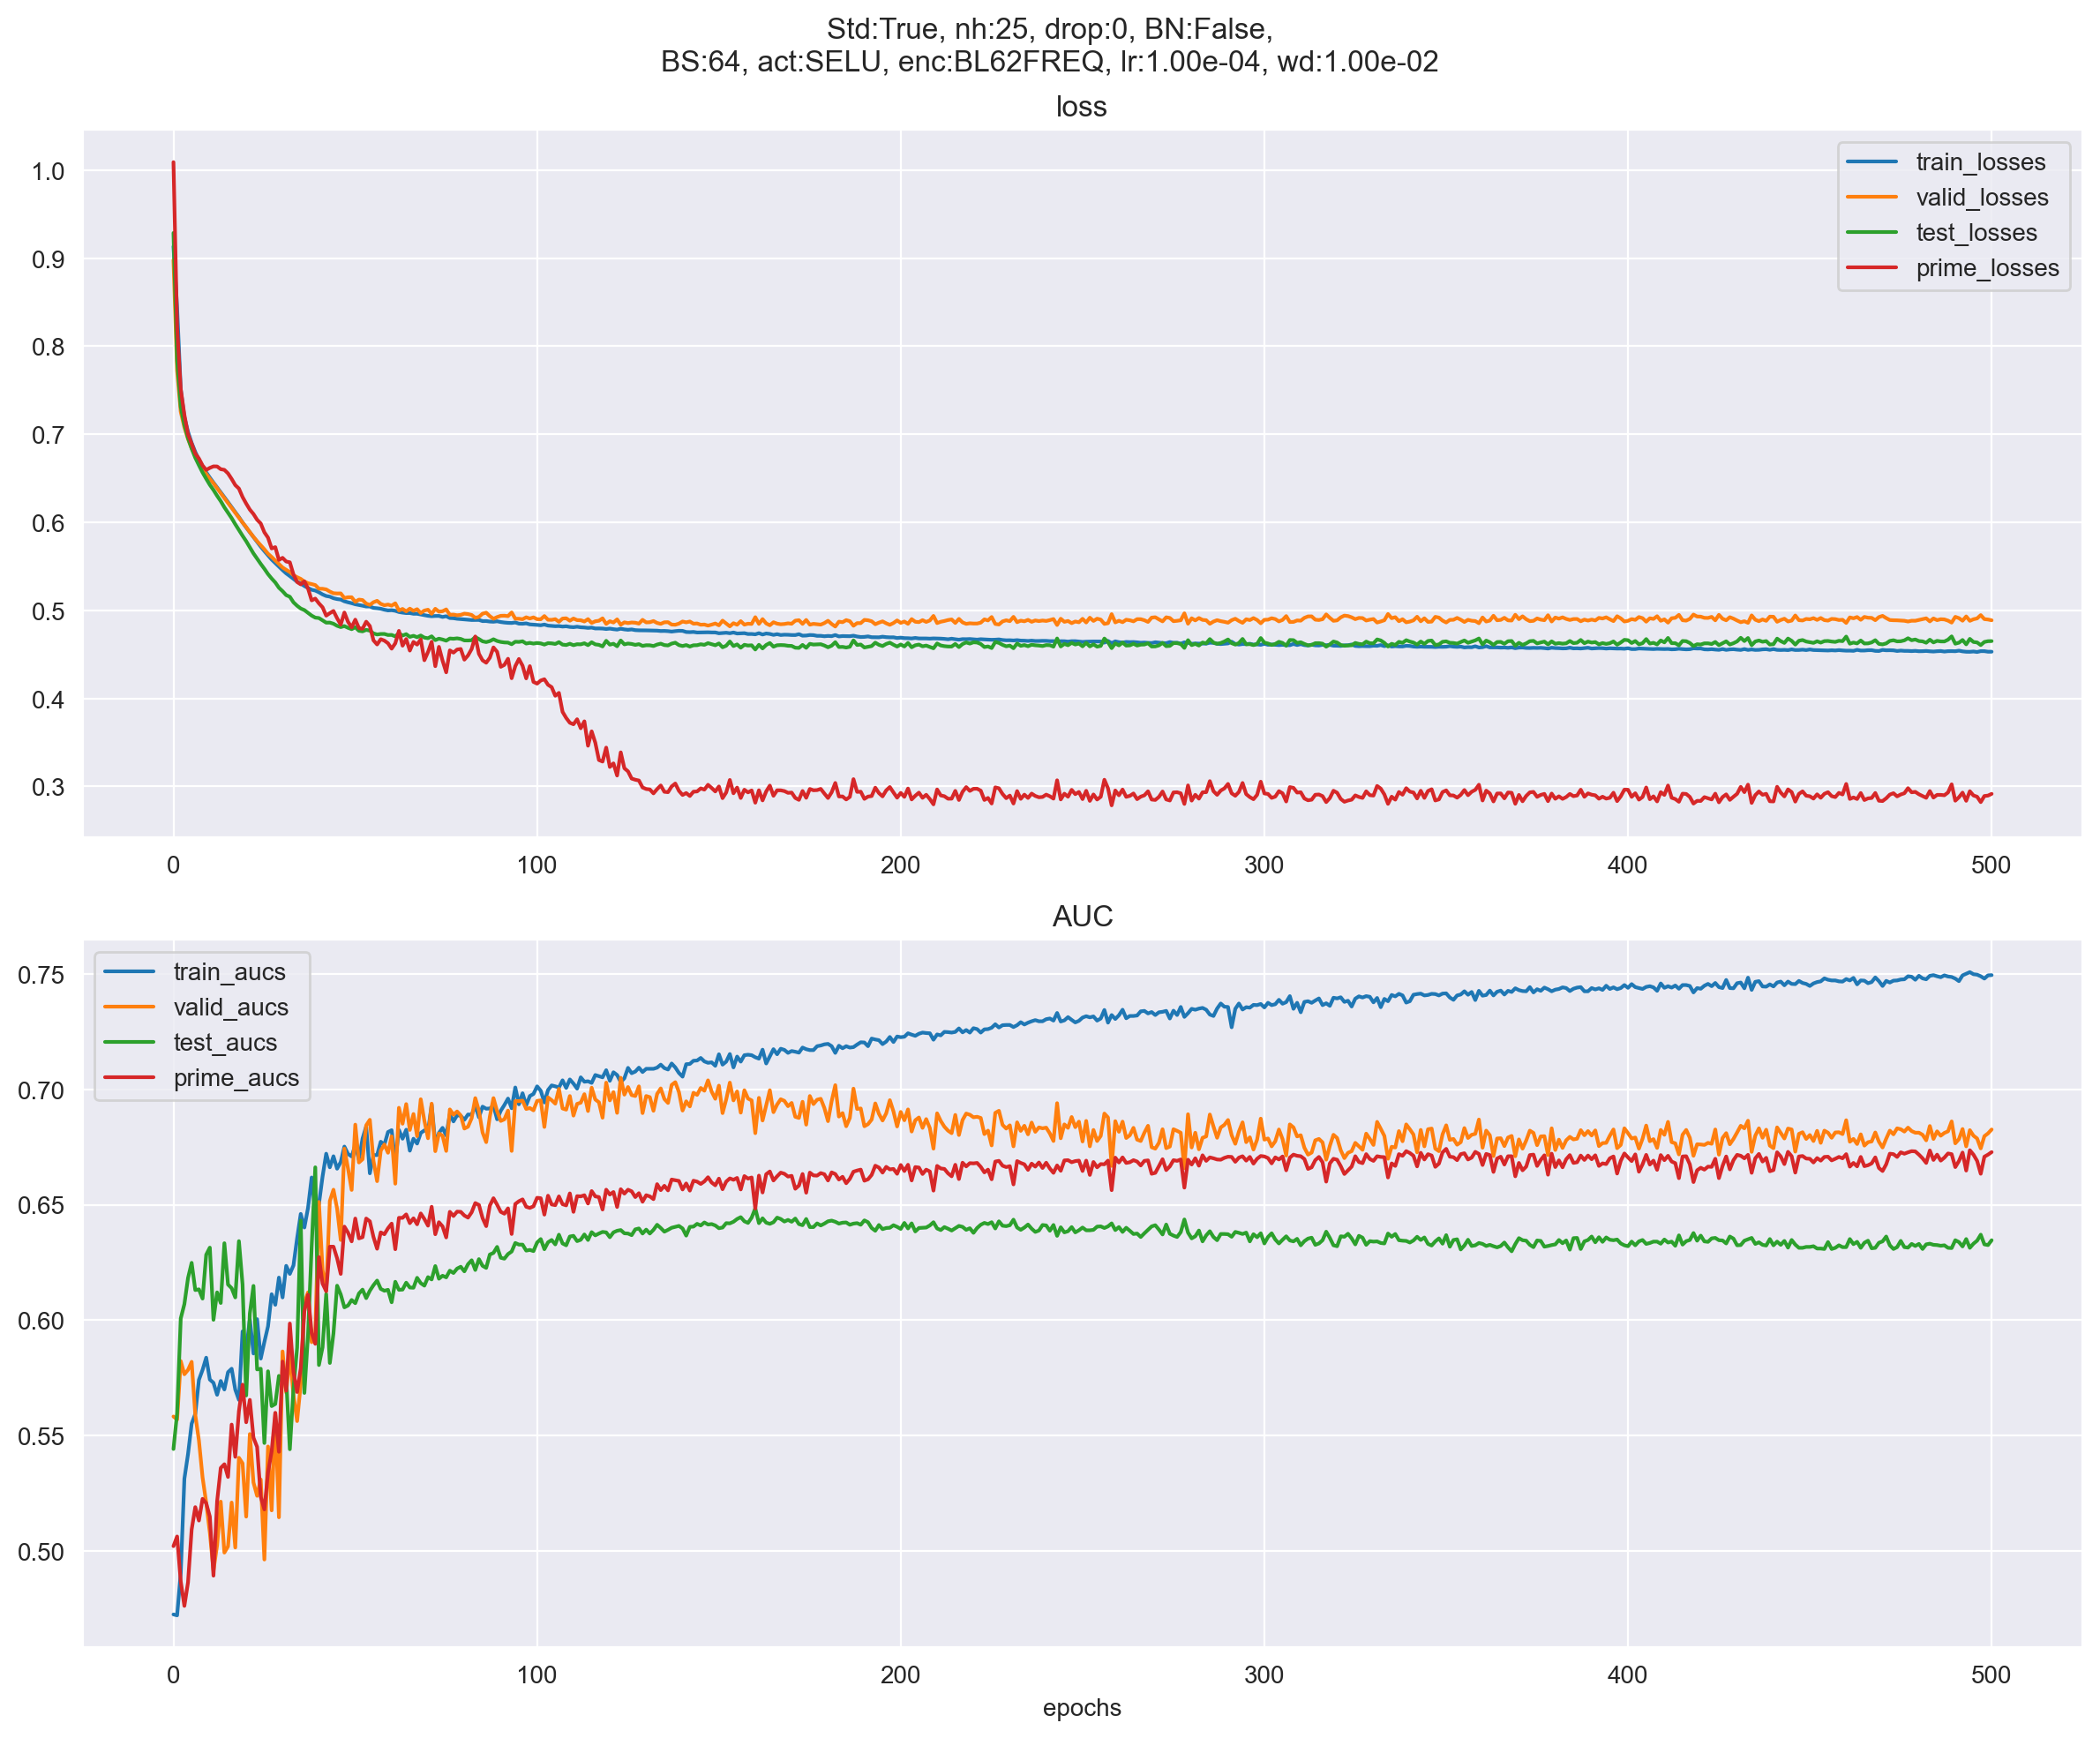 Std:True, nh:25, drop:0, BN:False,
BS:64, act:SELU, enc:BL62FREQ, lr:1.00e-04, wd:1.00e-02
loss
1.0
0.9
0.8
0.7
0.6
0.5
0.4
0.3
train_losses
valid_losses
test_losses
prime_losses
0 100 200 300 400 500
AUC
0.75
0.70
0.65
0.60
0.55
0.50
train_aucs
valid_aucs
test_aucs
prime_aucs
0 100 200 300 400 500
epochs